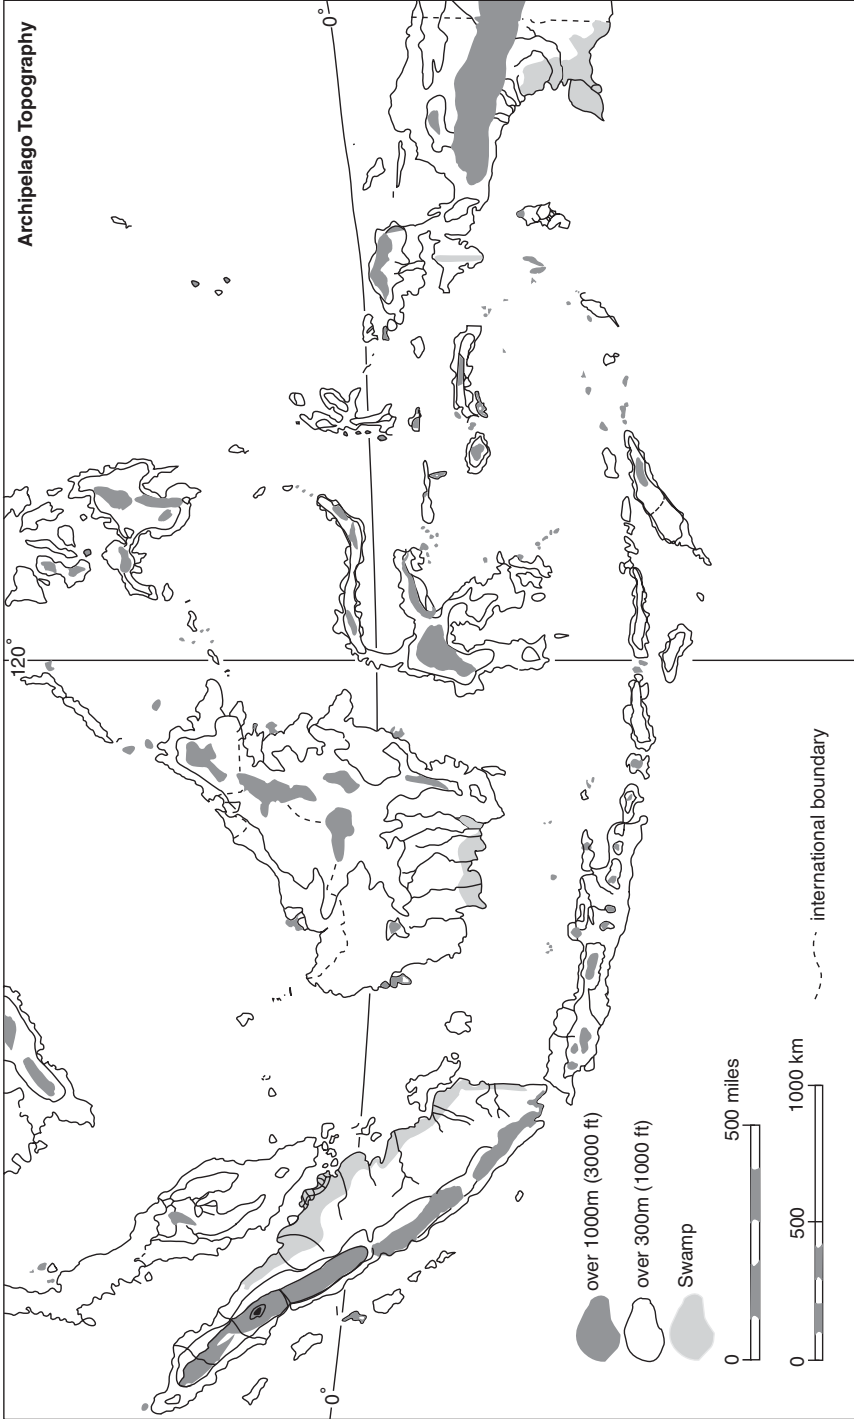 Archipelago Topography
0°
120°
0°
over 1000m (3000 ft)
over 300m (1000 ft)
Swamp
0 500 miles
0 500 1000 km
international boundary